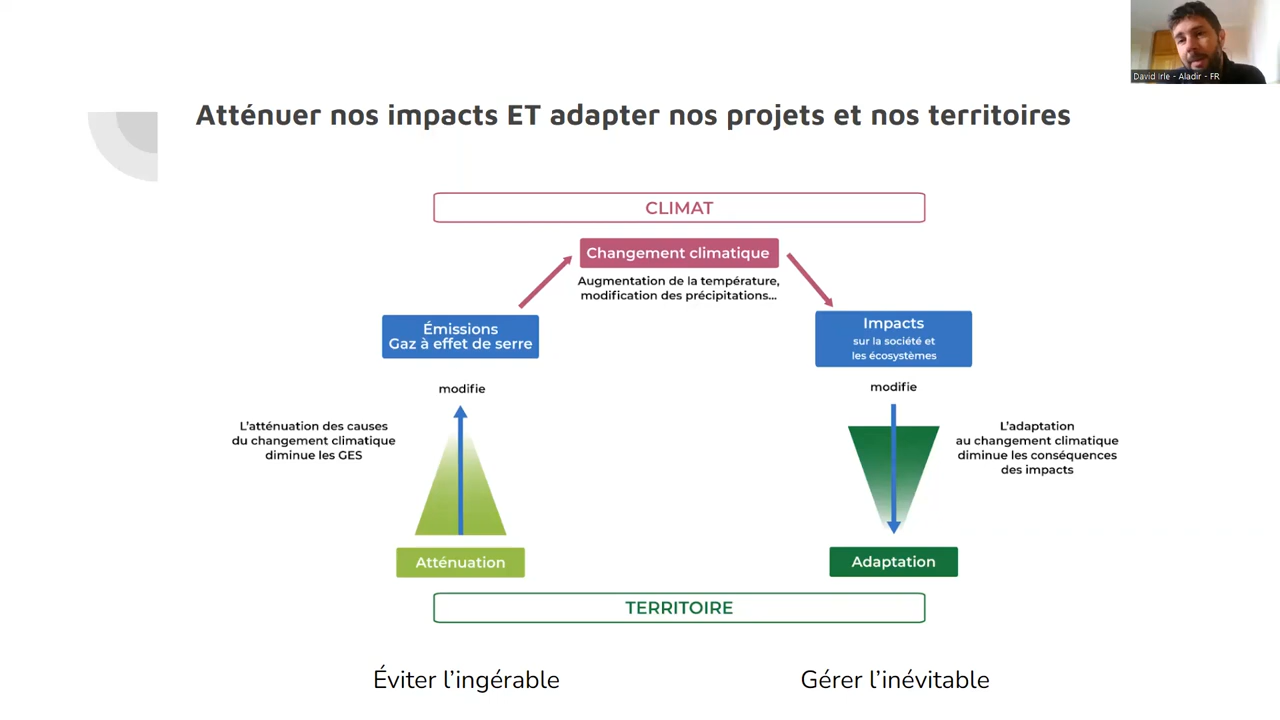 David Irle - Aladir - FR
Atténuer nos impacts ET adapter nos projets et nos territoires
CLIMAT
Changement climatique
Augmentation de la température,
modification des précipitations...
Émissions
Gaz à effet de serre
Impacts
sur la société et
les écosystèmes
modifie
modifie
L'atténuation des causes
du changement climatique
diminue les GES
L'adaptation
au changement climatique
diminue les conséquences
des impacts
Atténuation
Adaptation
TERRITOIRE
Éviter l'ingérable
Gérer l'inévitable